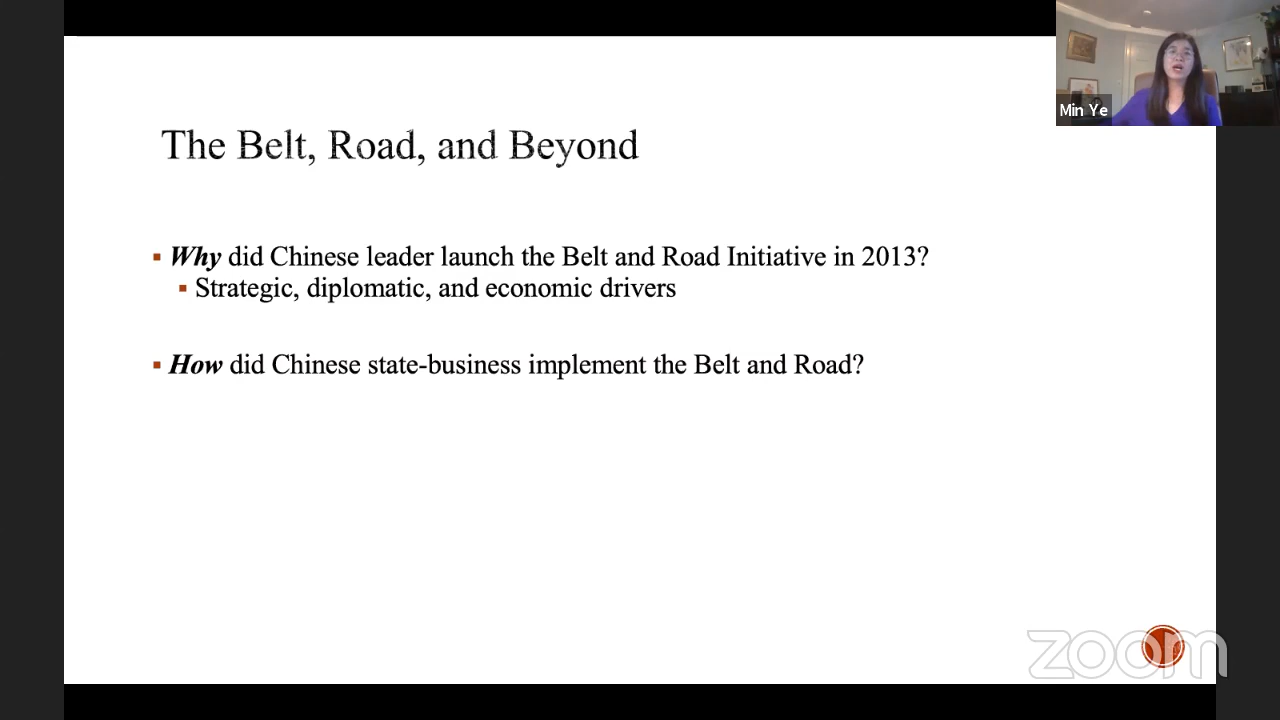 Min Ye
The Belt, Road, and Beyond
Why did Chinese leader launch the Belt and Road Initiative in 2013?
Strategic, diplomatic, and economic drivers
How did Chinese state-business implement the Belt and Road?
zoom